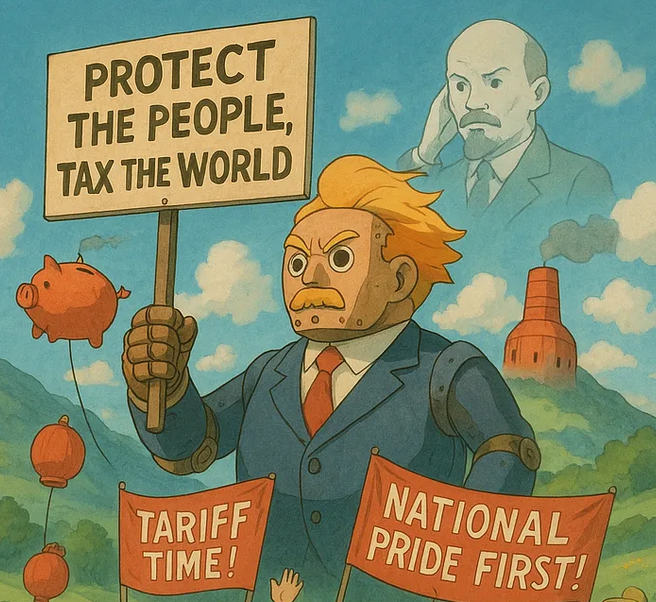 PROTECT
THE PEOPLE,
TAX THE WORLD
TARIFF
TIME!
NATIONAL
PRIDE FIRST!